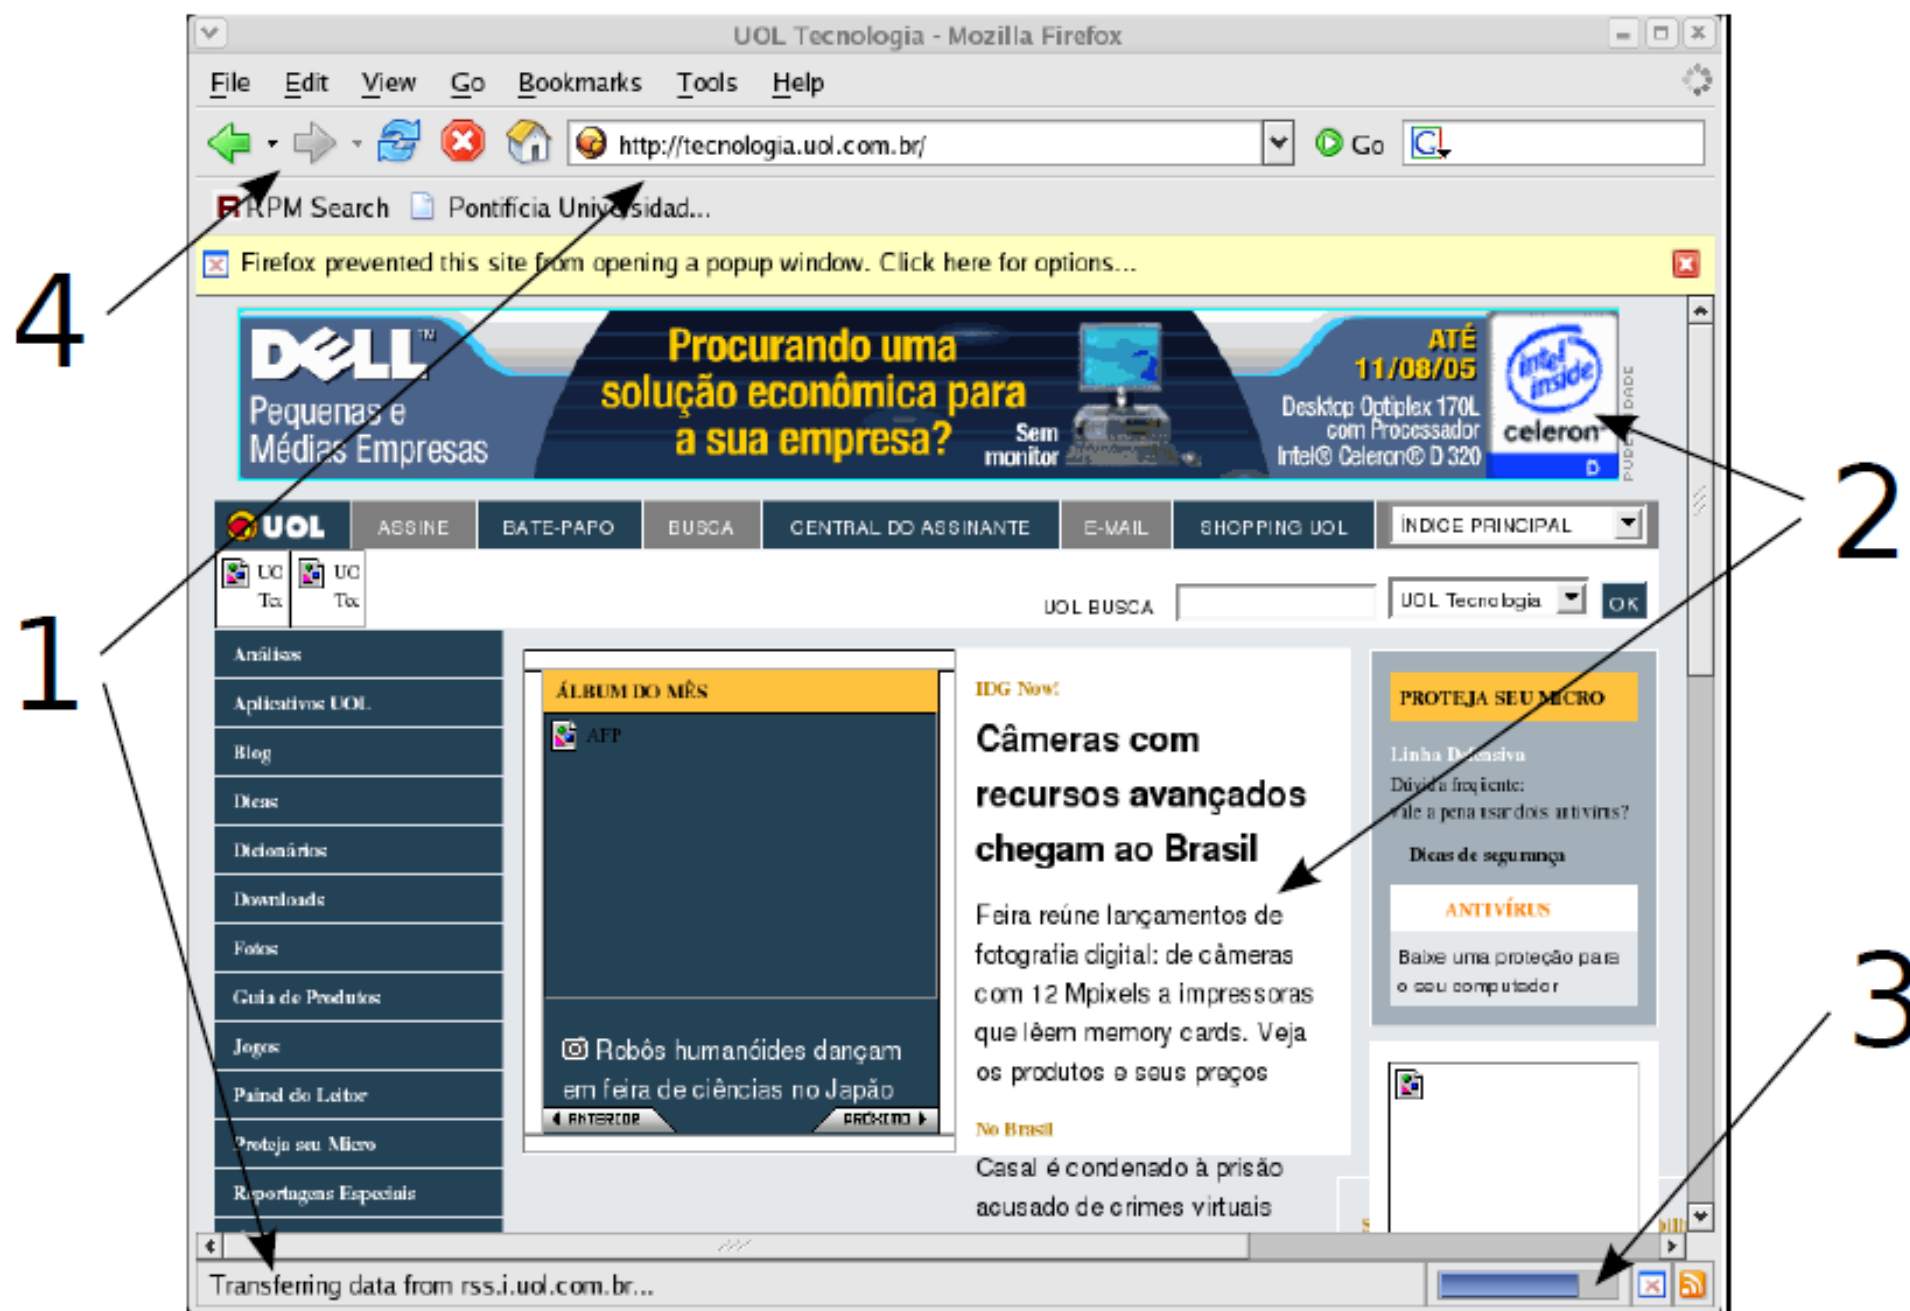 UOL Tecnologia - Mozilla Firefox
File Edit View Go Bookmarks Tools Help
http://tecnologia.uol.com.br/ Go G
RPM Search Pontifícia Universidad...
Firefox prevented this site from opening a popup window. Click here for options...
4
DELL™
Pequenas e
Médias Empresas
Procurando uma
solução econômica para
a sua empresa?
Sem
monitor
ATÉ
11/08/05
Desktop Optiplex 170L
com Processador
Intel® Celeron® D 320
intel
inside
celeron
D
PUBLICIDADE
2
UOL ASSINE BATE-PAPO BUSCA CENTRAL DO ASSINANTE E-MAIL SHOPPING UOL ÍNDICE PRINCIPAL
UO UO
Tec Tec
UOL BUSCA UOL Tecnologia OK
1
Análises
Aplicativos UOL
Blog
Dicas
Dicionários
Downloads
Fotos
Guia de Produtos
Jogos
Painel do Leitor
Proteja seu Micro
Reportagens Especiais
ÁLBUM DO MÊS
AFP
Robôs humanóides dançam
em feira de ciências no Japão
ANTERIOR PRÓXIMO
IDG Now!
Câmeras com
recursos avançados
chegam ao Brasil
Feira reúne lançamentos de
fotografia digital: de câmeras
com 12 Mpixels a impressoras
que lêem memory cards. Veja
os produtos e seus preços
No Brasil
Casal é condenado à prisão
acusado de crimes virtuais
PROTEJA SEU MICRO
Linha Defensiva
Dúvida freqüente:
vale a pena usar dois antivírus?
Dicas de segurança
ANTIVÍRUS
Baixe uma proteção para
o seu computador
3
Transferring data from rss.i.uol.com.br...